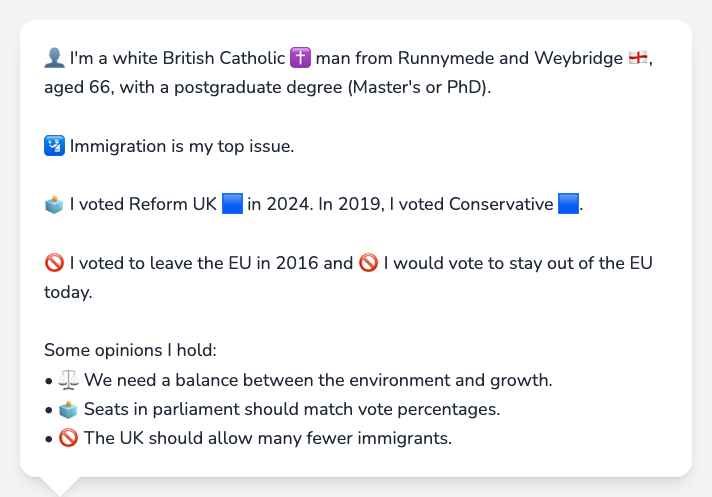 👤 I'm a white British Catholic ✝️ man from Runnymede and Weybridge 🏴󠁧󠁢󠁥󠁮󠁧󠁿,
aged 66, with a postgraduate degree (Master's or PhD).
🛂 Immigration is my top issue.
🗳️ I voted Reform UK 🟦 in 2024. In 2019, I voted Conservative 🟦.
🚫 I voted to leave the EU in 2016 and 🚫 I would vote to stay out of the EU
today.
Some opinions I hold:
• ⚖️ We need a balance between the environment and growth.
• 🗳️ Seats in parliament should match vote percentages.
• 🚫 The UK should allow many fewer immigrants.